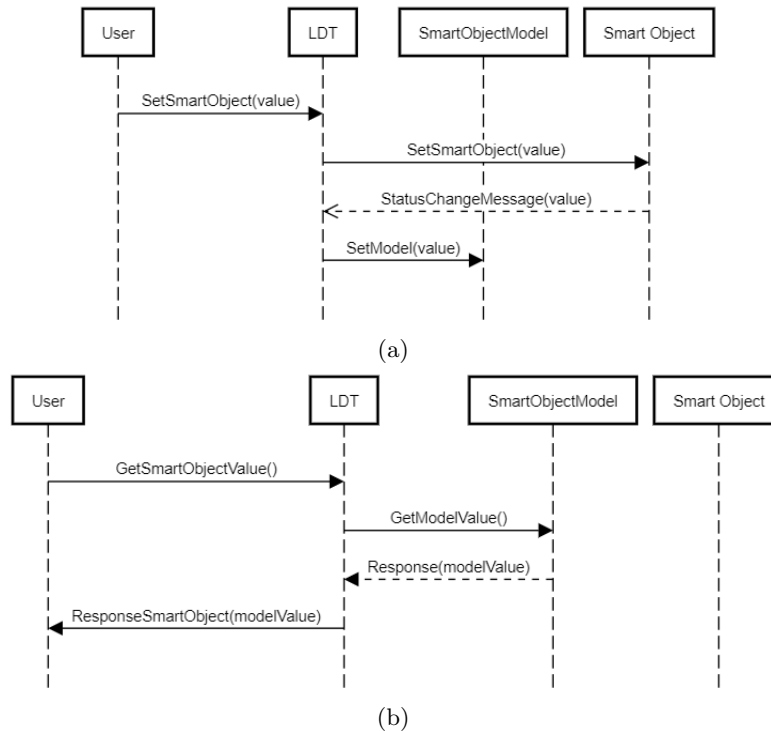 User LDT SmartObjectModel Smart Object
SetSmartObject(value)
SetSmartObject(value)
StatusChangeMessage(value)
SetModel(value)
(a)
User LDT SmartObjectModel Smart Object
GetSmartObjectValue()
GetModelValue()
Response(modelValue)
ResponseSmartObject(modelValue)
(b)